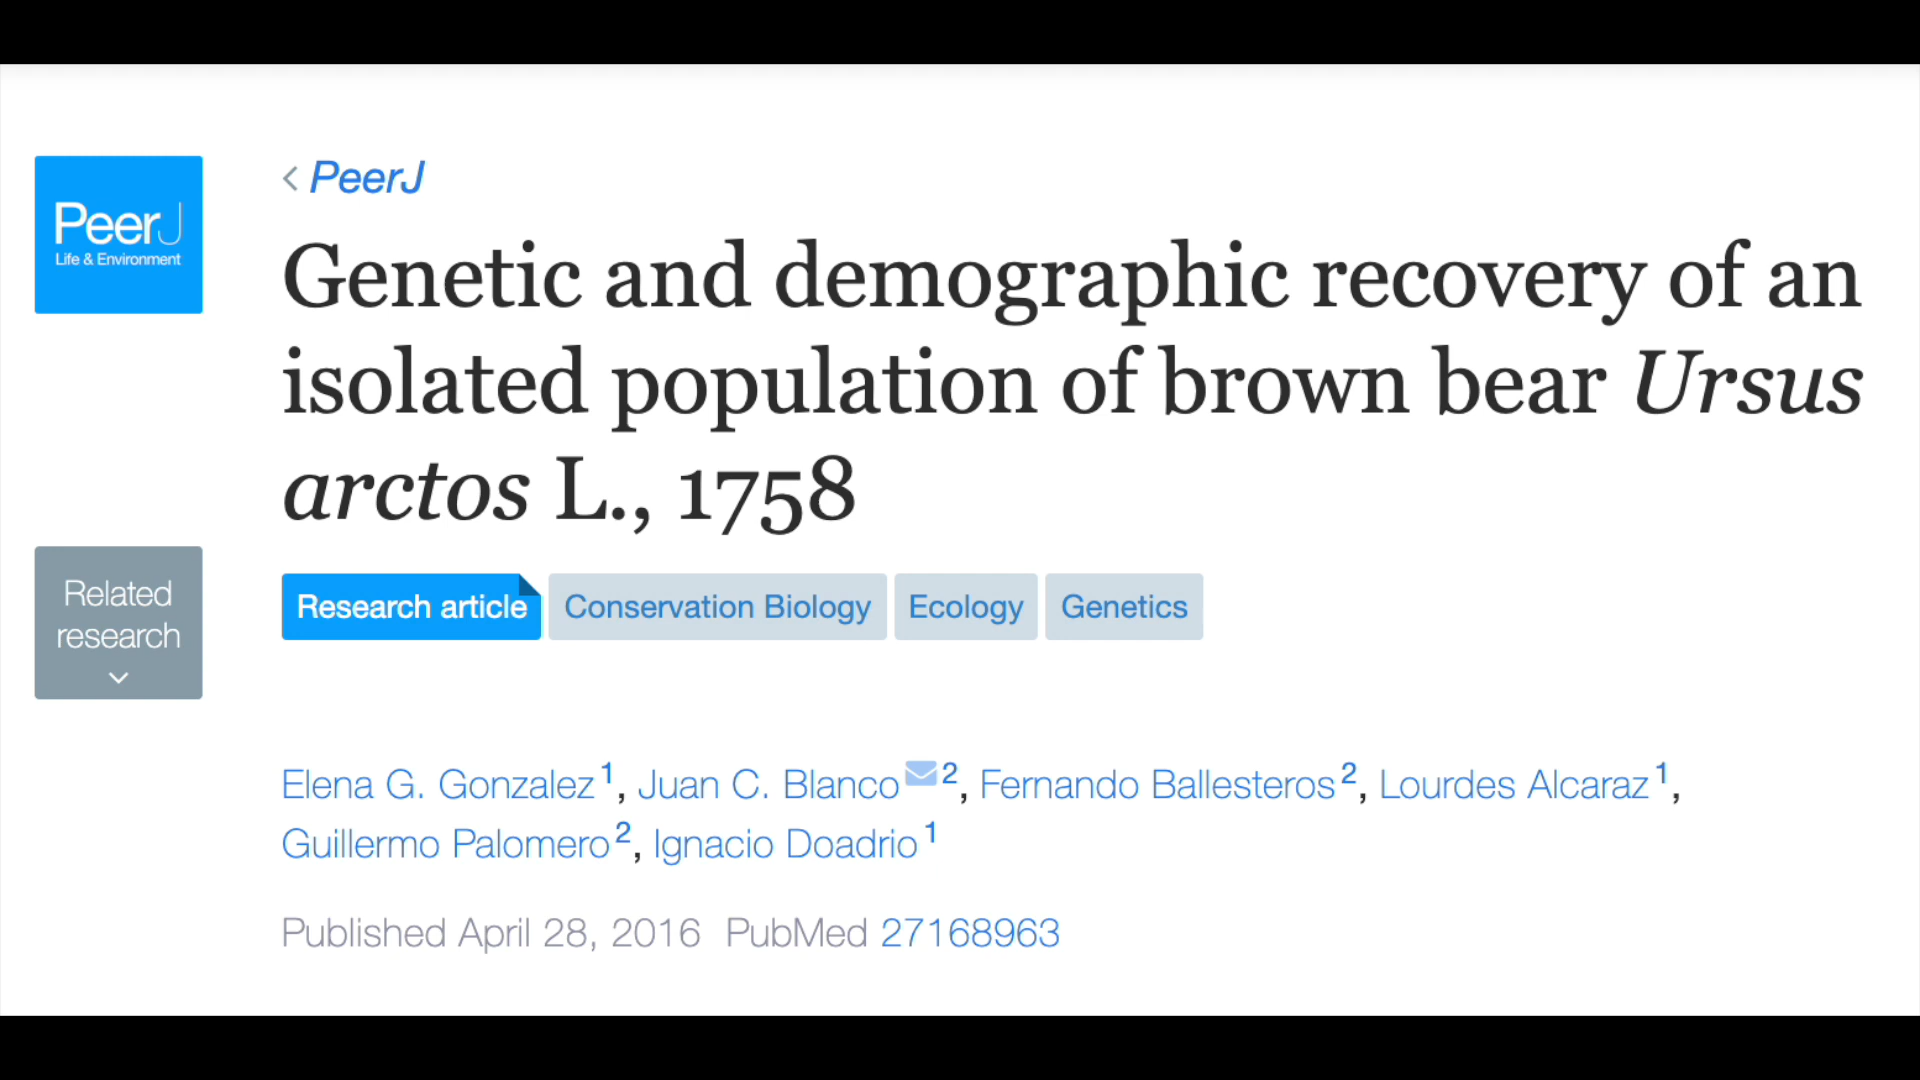 < PeerJ
PeerJ
Life & Environment
Genetic and demographic recovery of an
isolated population of brown bear Ursus
arctos L., 1758
Related
research
Research article Conservation Biology Ecology Genetics
Elena G. Gonzalez 1, Juan C. Blanco 2, Fernando Ballesteros 2, Lourdes Alcaraz 1,
Guillermo Palomero 2, Ignacio Doadrio 1
Published April 28, 2016 PubMed 27168963